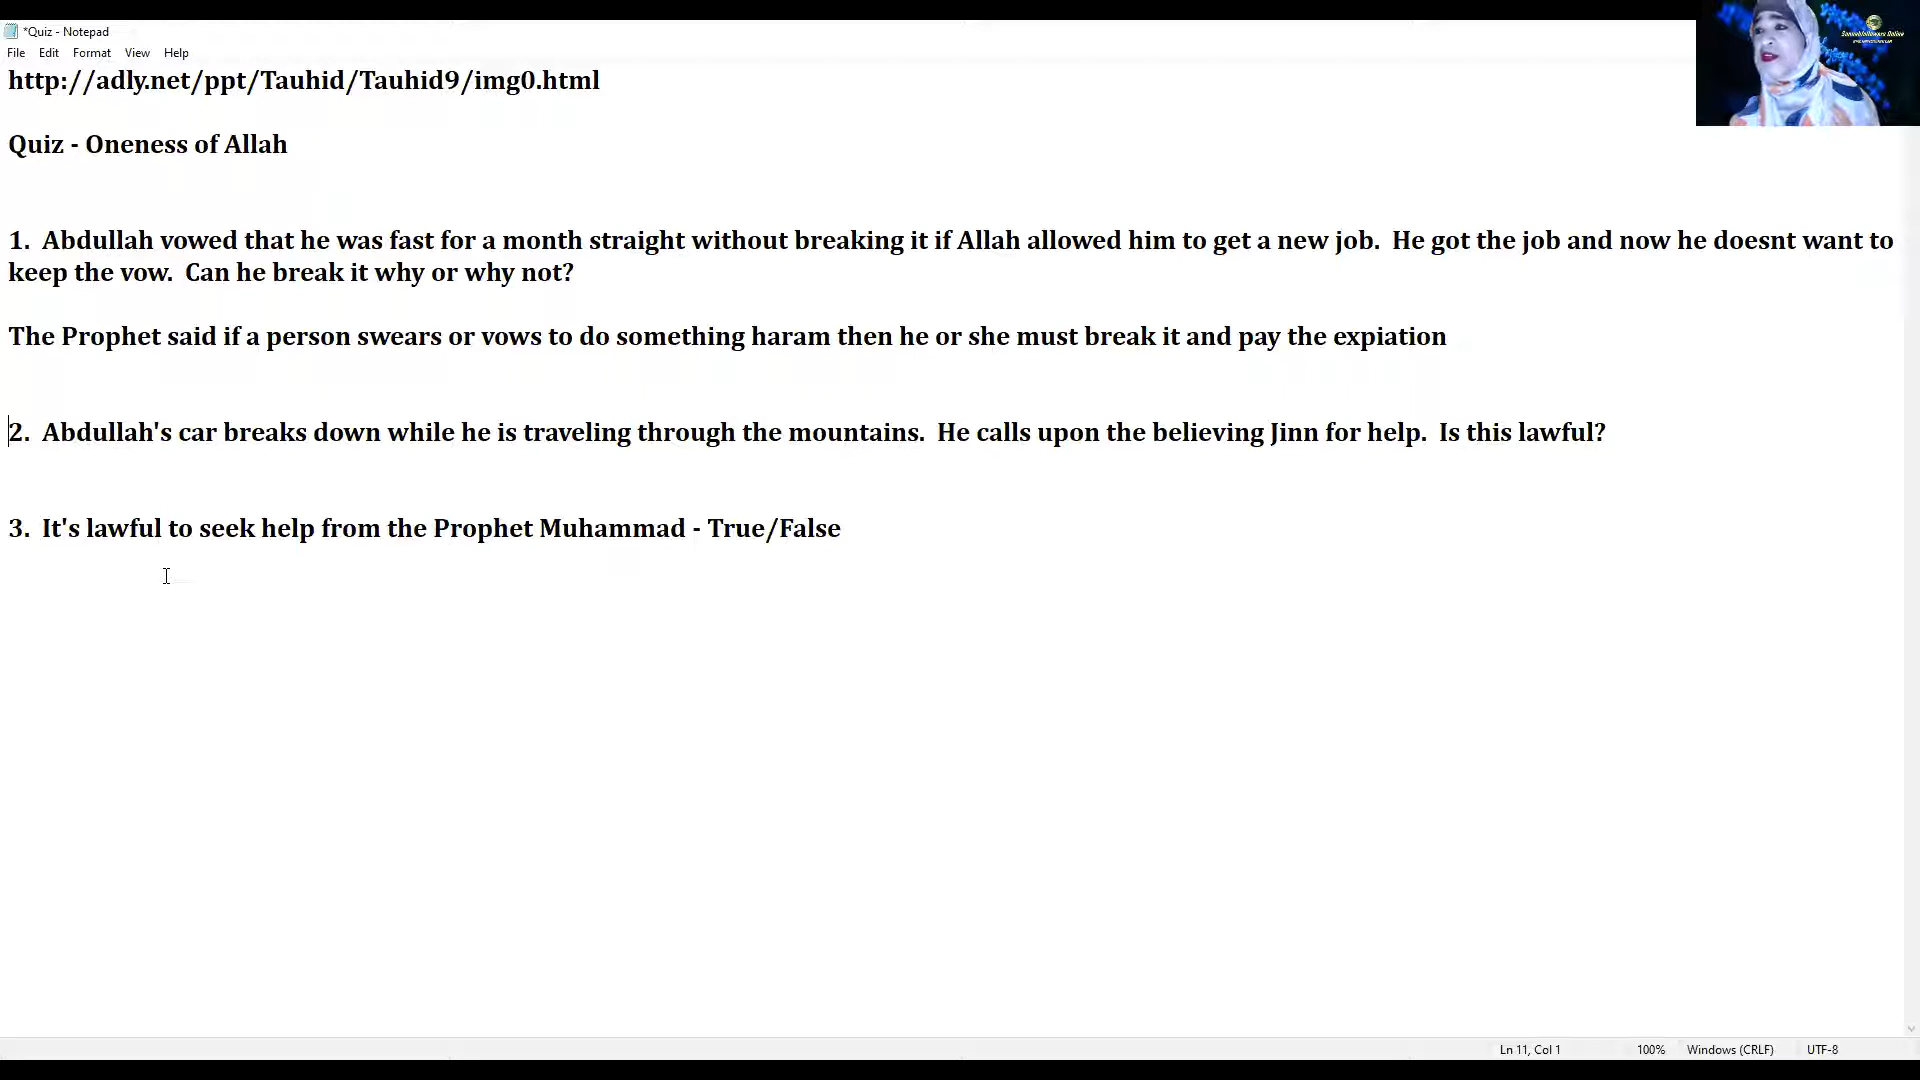 *Quiz - Notepad
File Edit Format View Help
http://adly.net/ppt/Tauhid/Tauhid9/img0.html
Quiz - Oneness of Allah
1. Abdullah vowed that he was fast for a month straight without breaking it if Allah allowed him to get a new job. He got the job and now he doesnt want to
keep the vow. Can he break it why or why not?
The Prophet said if a person swears or vows to do something haram then he or she must break it and pay the expiation
2. Abdullah's car breaks down while he is traveling through the mountains. He calls upon the believing Jinn for help. Is this lawful?
3. It's lawful to seek help from the Prophet Muhammad - True/False
Ln 11, Col 1 100% Windows (CRLF) UTF-8